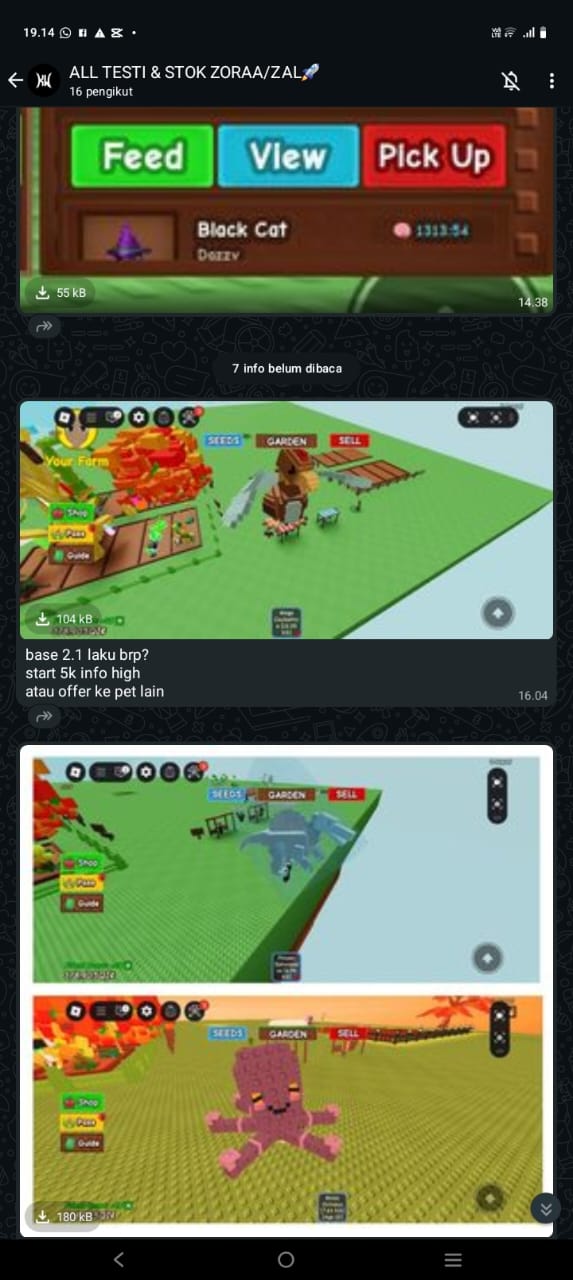 19.14
ALL TESTI & STOK ZORAA/ZAL🚀
16 pengikut
Feed
View
Pick Up
Black Cat
1313:54
Dozzy
55 kB
14.38
7 info belum dibaca
SEEDS
GARDEN
SELL
Your Farm
Shop
Pass
Guide
104 kB
base 2.1 laku brp?
start 5k info high
atau offer ke pet lain
16.04
SEEDS
GARDEN
SELL
Shop
Pass
Guide
SEEDS
GARDEN
SELL
Shop
Pass
Guide
180 kB